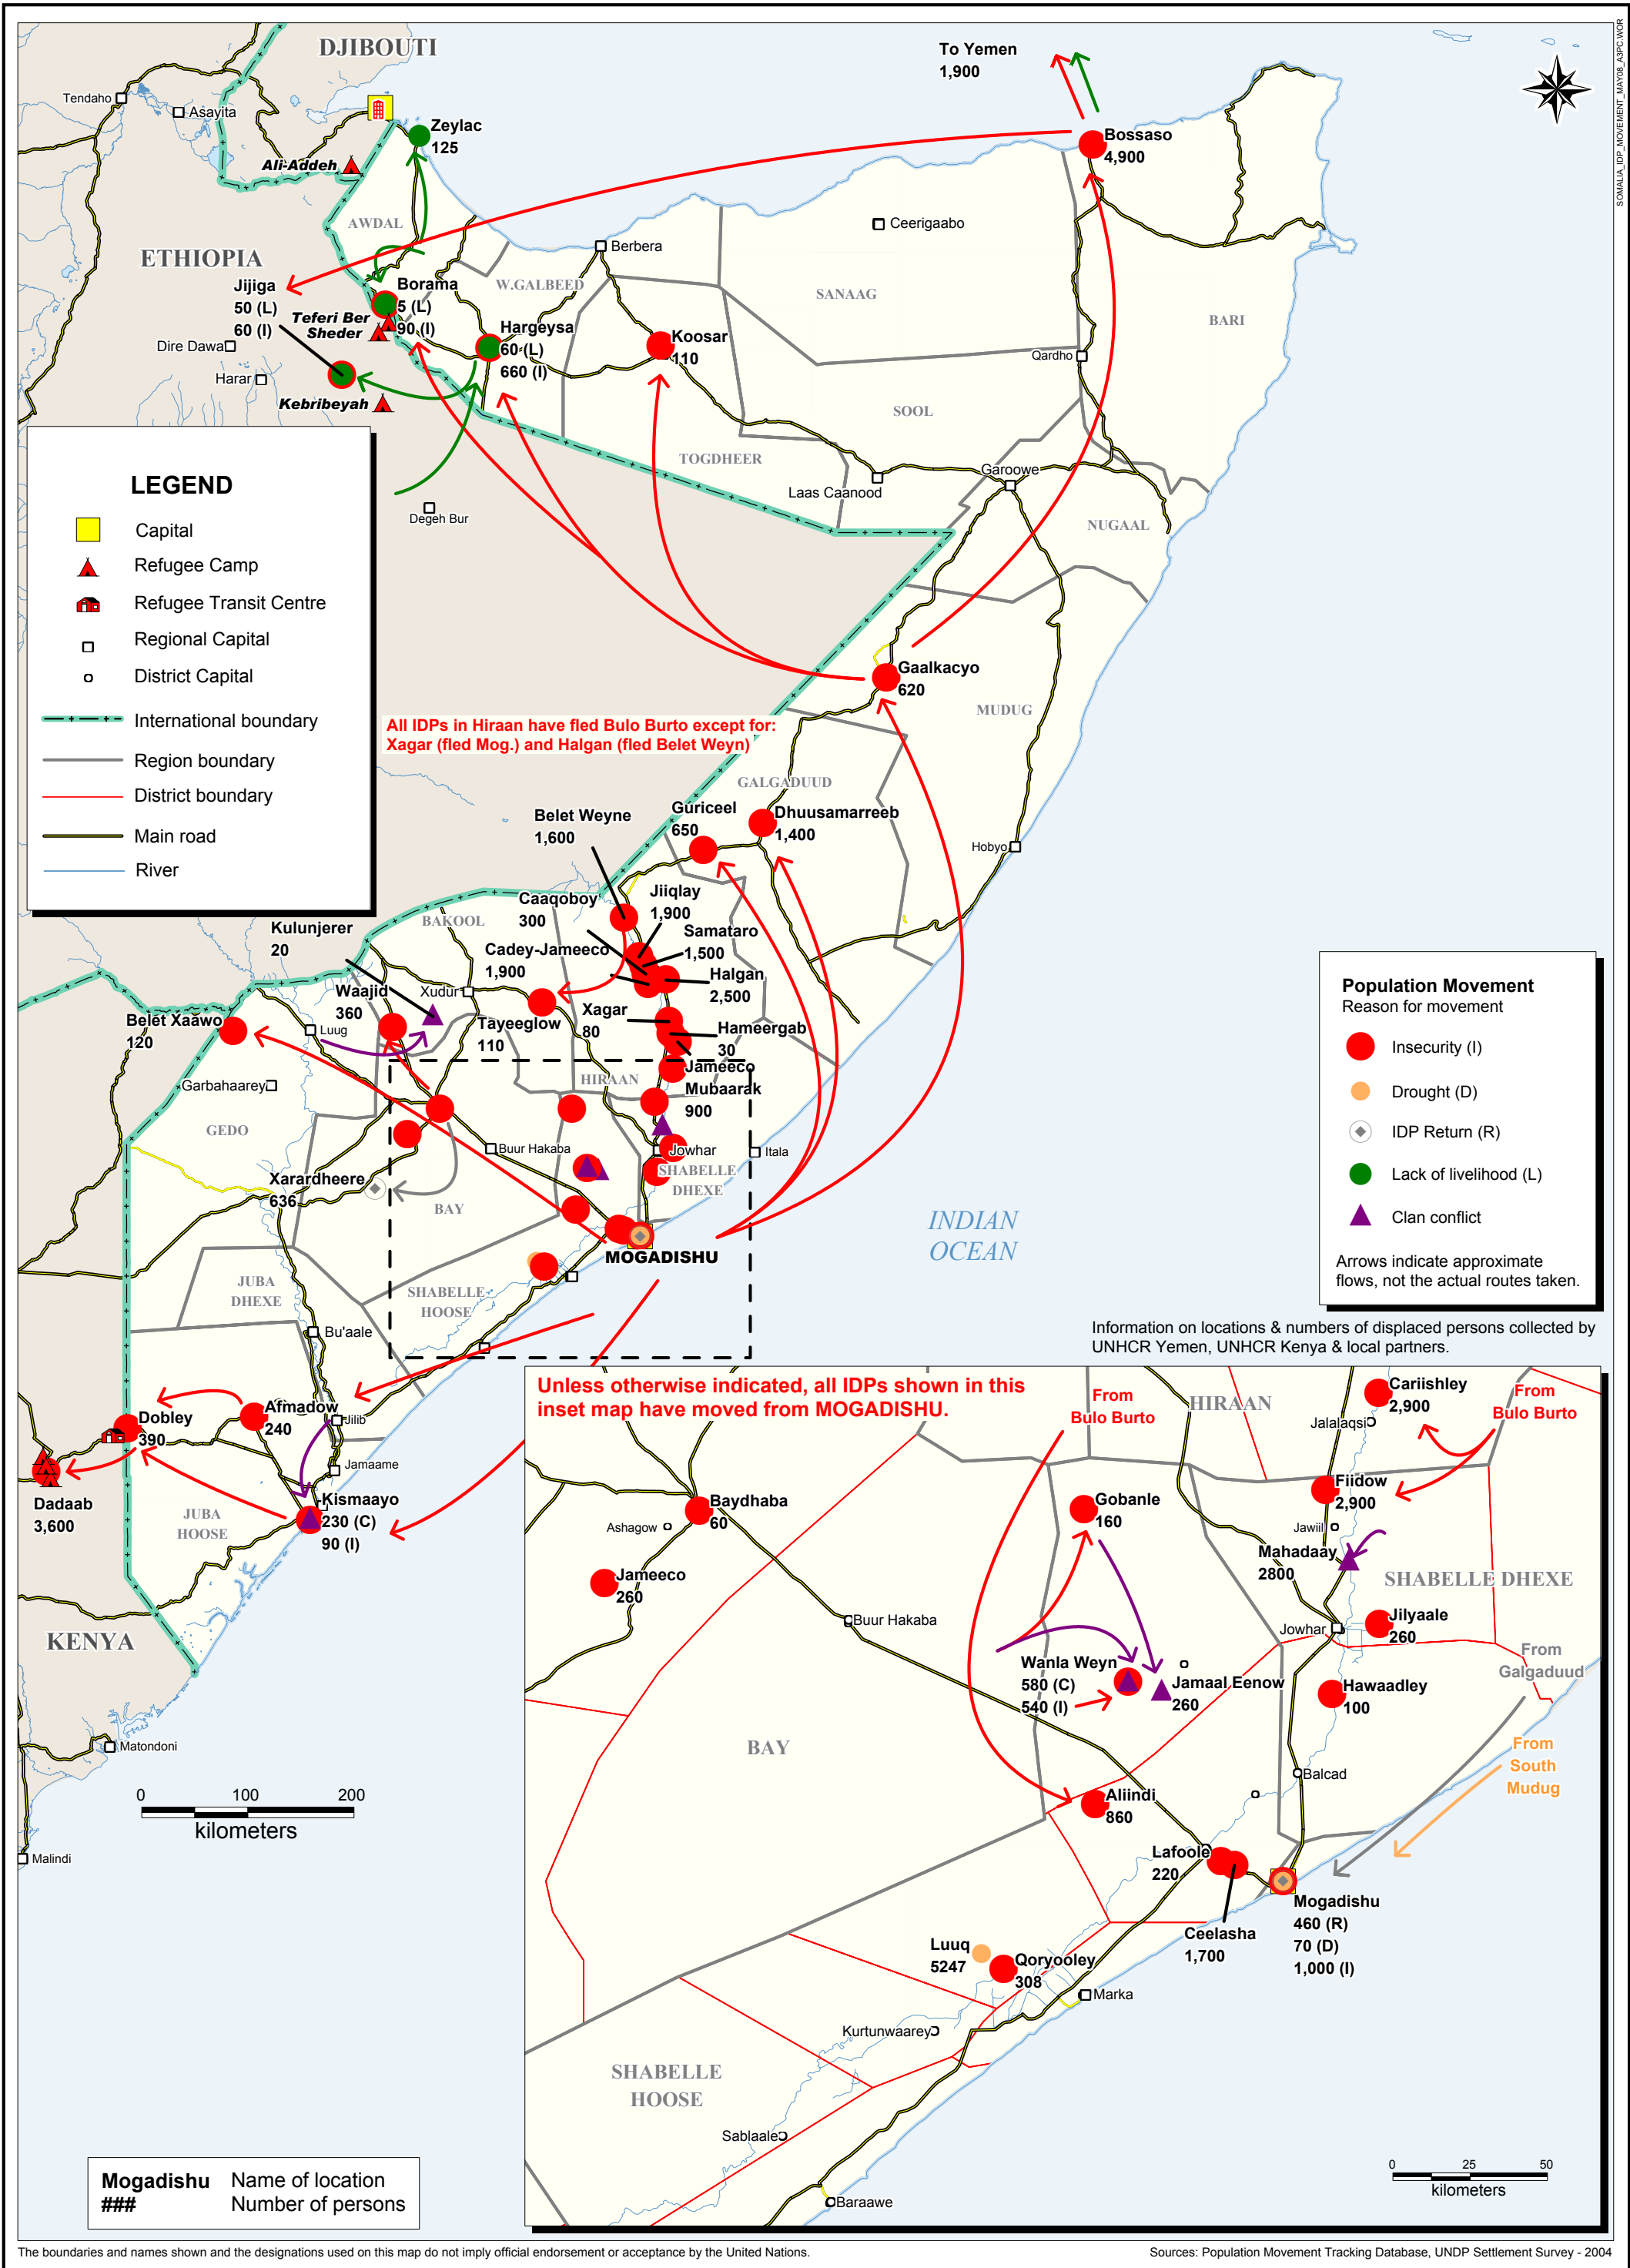 SOMALIA_IDP_MOVEMENT_MAY08_A3PC.WOR
DJIBOUTI
To Yemen
1,900
Tendaho
Asayita
Zeylac
125
Bossaso
4,900
Ali-Addeh
AWDAL
Ceerigaabo
ETHIOPIA
Berbera
Jijiga
50 (L)
60 (I)
Borama
5 (L)
90 (I)
W.GALBEED
SANAAG
BARI
Teferi Ber
Sheder
Hargeysa
60 (L)
660 (I)
Koosar
110
Dire Dawa
Qardho
Harar
Kebribeyah
SOOL
TOGDHEER
Garoowe
Laas Caanood
Degeh Bur
NUGAAL
LEGEND
Capital
Refugee Camp
Refugee Transit Centre
Regional Capital
District Capital
International boundary
Region boundary
District boundary
Main road
River
Gaalkacyo
620
MUDUG
All IDPs in Hiraan have fled Bulo Burto except for:
Xagar (fled Mog.) and Halgan (fled Belet Weyn)
GALGADUUD
Belet Weyne
1,600
Guriceel
650
Dhuusamarreeb
1,400
Hobyo
Caaqoboy
300
Jiiqlay
1,900
BAKOOL
Kulunjerer
20
Samataro
1,500
Cadey-Jameeco
1,900
Halgan
2,500
Waajid
360
Xudur
Xagar
80
Belet Xaawo
120
Luug
Tayeeglow
110
Hameergab
30
Garbahaarey
HIRAAN
Jameeco
Mubaarak
900
GEDO
Buur Hakaba
Jowhar
Itala
SHABELLE
DHEXE
Xarardheere
636
BAY
INDIAN
OCEAN
MOGADISHU
JUBA
DHEXE
SHABELLE
HOOSE
Bu'aale
Population Movement
Reason for movement
Insecurity (I)
Drought (D)
IDP Return (R)
Lack of livelihood (L)
Clan conflict
Arrows indicate approximate
flows, not the actual routes taken.
Information on locations & numbers of displaced persons collected by
UNHCR Yemen, UNHCR Kenya & local partners.
Dobley
390
Afmadow
240
Jilib
Jamaame
Dadaab
3,600
Kismaayo
230 (C)
90 (I)
JUBA
HOOSE
KENYA
Matondoni
0 100 200
kilometers
Malindi
Unless otherwise indicated, all IDPs shown in this
inset map have moved from MOGADISHU.
From
Bulo Burto
HIRAAN
Cariishley
2,900
From
Bulo Burto
Jalalaqsi
Baydhaba
60
Gobanle
160
Fiidow
2,900
Ashagow
Jawiil
Mahadaay
2800
SHABELLE DHEXE
Jameeco
260
Buur Hakaba
Jilyaale
260
Jowhar
From
Galgaduud
Wanla Weyn
580 (C)
540 (I)
Jamaal Eenow
260
Hawaadley
100
BAY
From
South
Mudug
Balcad
Aliindi
860
Lafoole
220
Mogadishu
460 (R)
70 (D)
1,000 (I)
Ceelasha
1,700
Luuq
5247
Qoryooley
308
Marka
Kurtunwaarey
SHABELLE
HOOSE
Sablaale
Baraawe
0 25 50
kilometers
Mogadishu Name of location
### Number of persons
The boundaries and names shown and the designations used on this map do not imply official endorsement or acceptance by the United Nations.
Sources: Population Movement Tracking Database, UNDP Settlement Survey - 2004